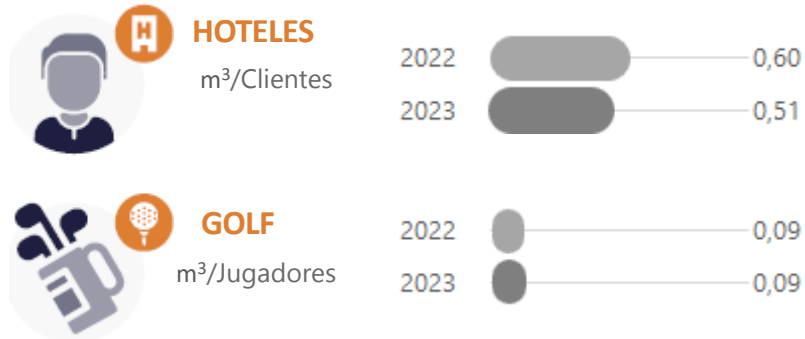 HOTELES
m³/Clientes
2022 0,60
2023 0,51
GOLF
m³/Jugadores
2022 0,09
2023 0,09